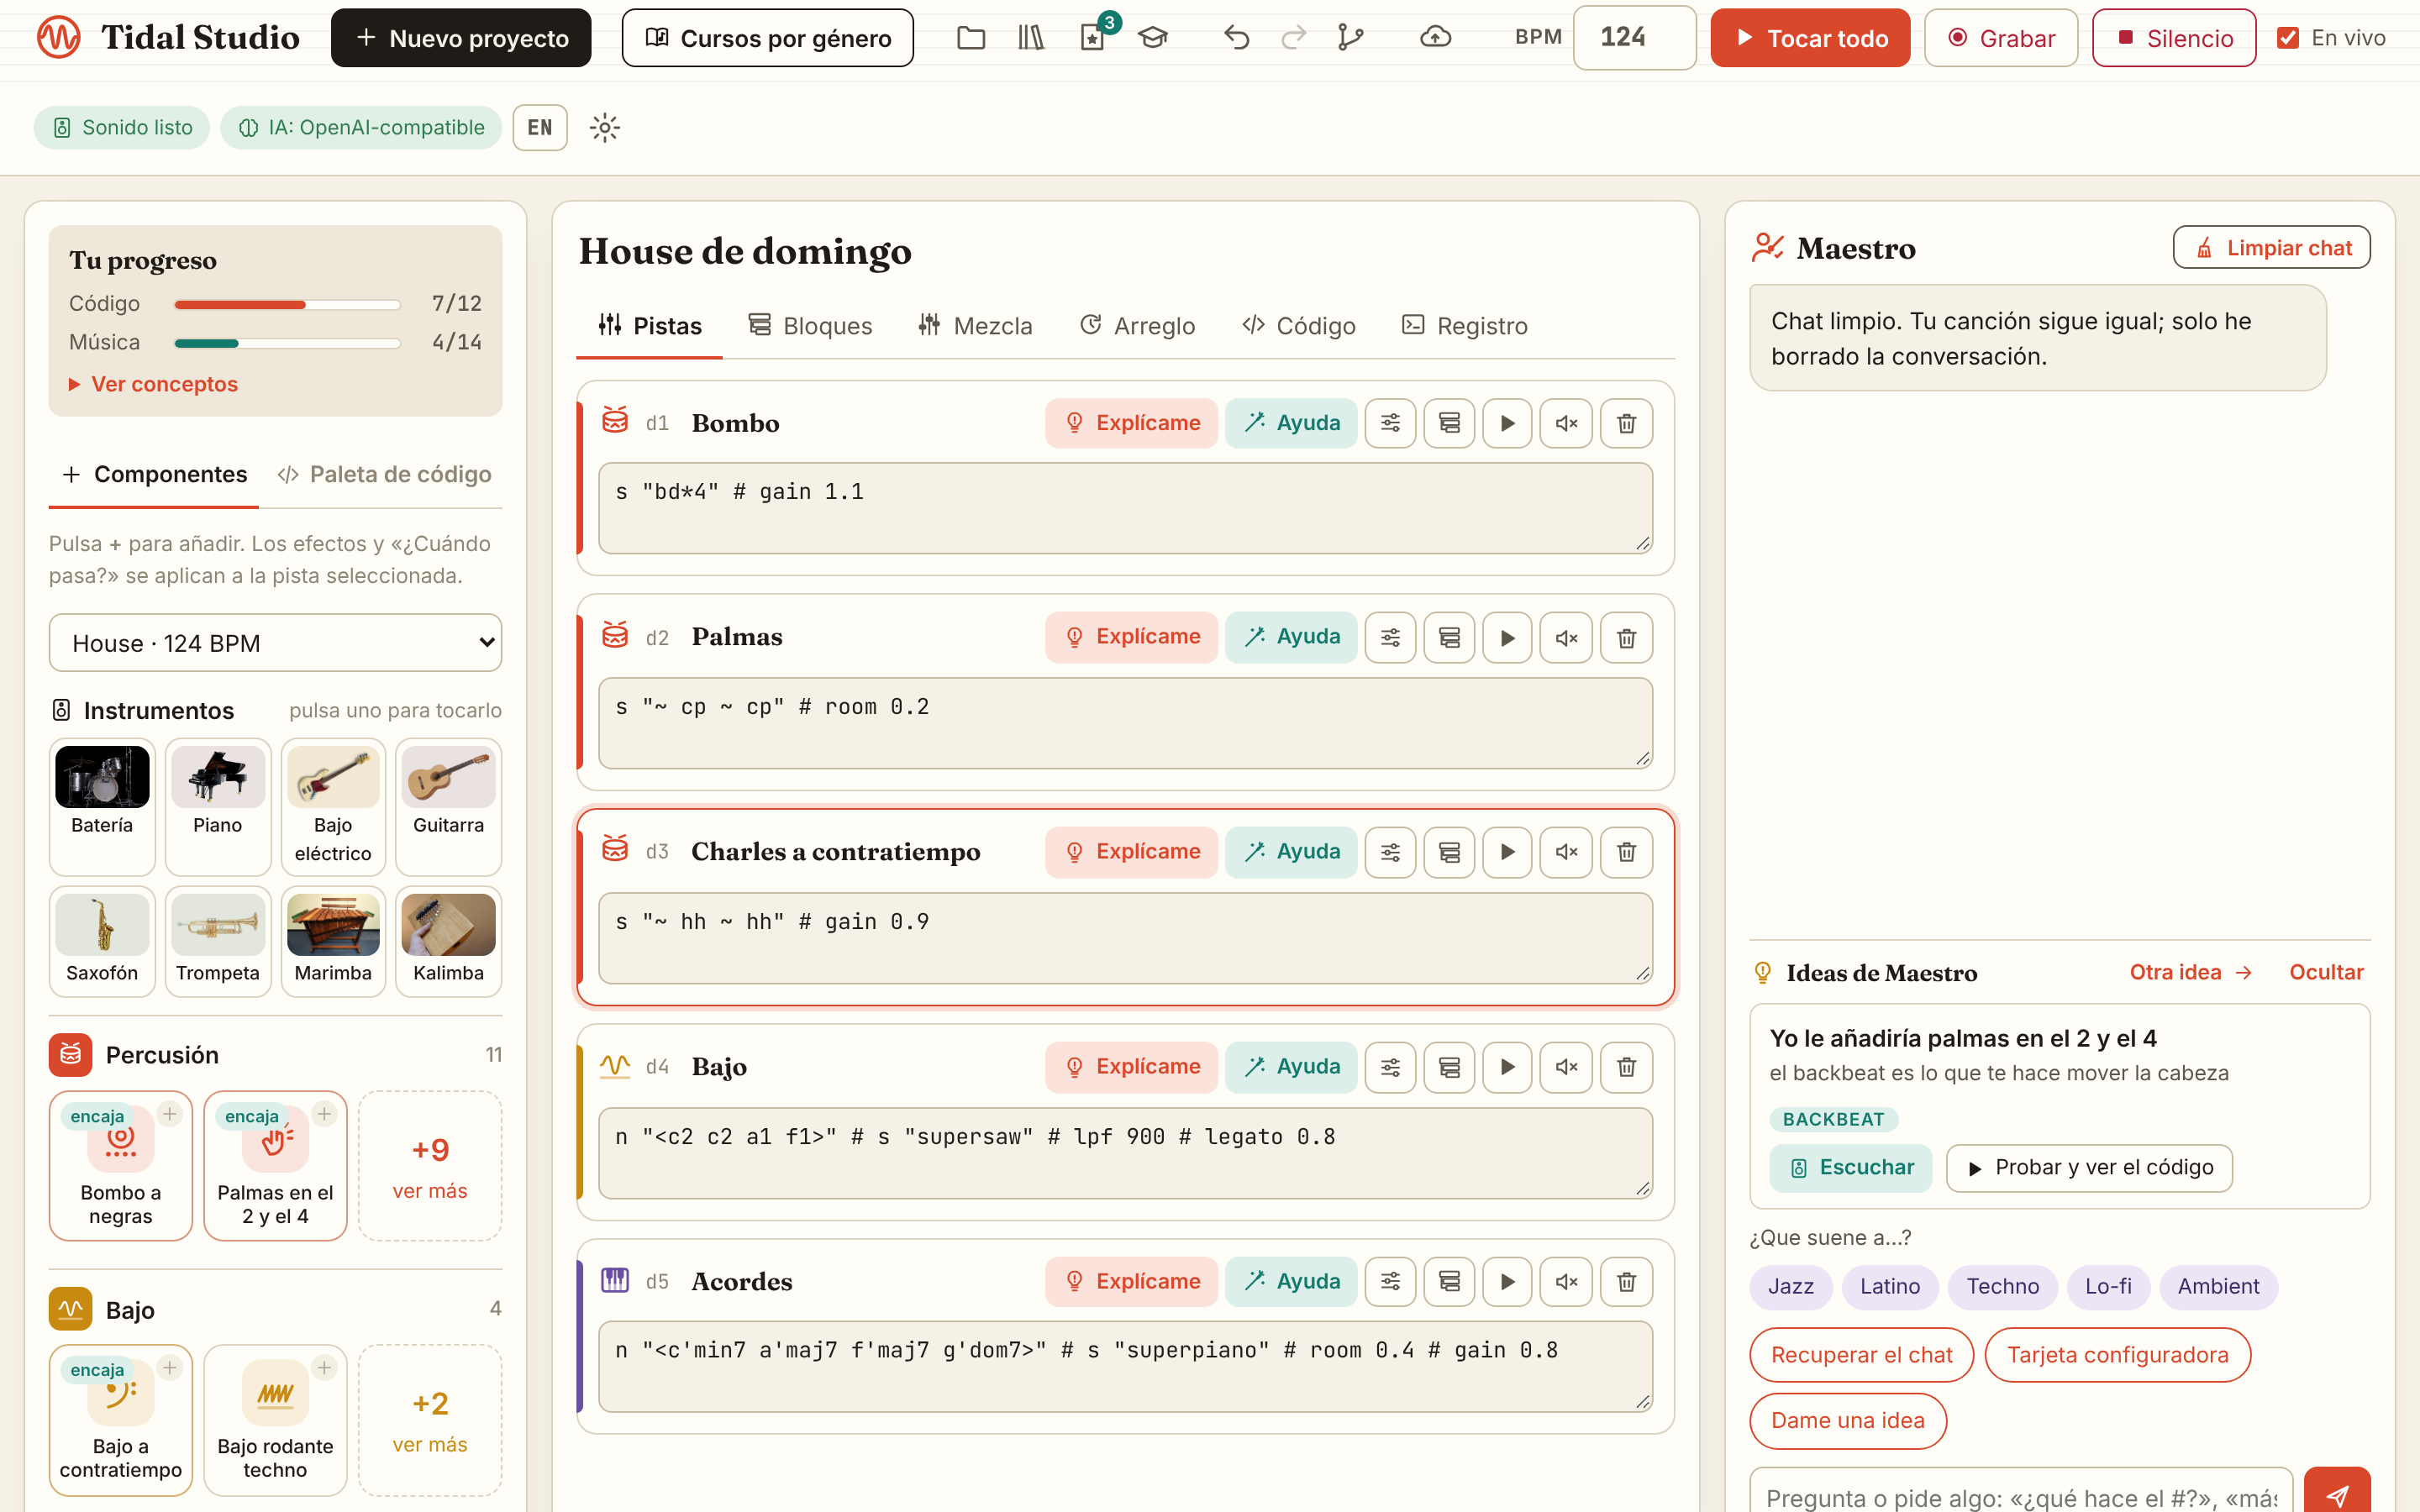 Tidal Studio
+ Nuevo proyecto
Cursos por género
3
BPM
124
Tocar todo
Grabar
Silencio
En vivo
Sonido listo
IA: OpenAI-compatible
EN
Tu progreso
Código 7/12
Música 4/14
Ver conceptos
+ Componentes
Paleta de código
Pulsa + para añadir. Los efectos y «¿Cuándo
pasa?» se aplican a la pista seleccionada.
House · 124 BPM
Instrumentos
pulsa uno para tocarlo
Batería
Piano
Bajo
eléctrico
Guitarra
Saxofón
Trompeta
Marimba
Kalimba
Percusión
11
encaja
+
Bombo a
negras
encaja
+
Palmas en el
2 y el 4
+9
ver más
Bajo
4
encaja
+
Bajo a
contratiempo
+
Bajo rodante
techno
+2
ver más
House de domingo
Pistas
Bloques
Mezcla
Arreglo
Código
Registro
d1 Bombo
Explícame
Ayuda
s "bd*4" # gain 1.1
d2 Palmas
Explícame
Ayuda
s "~ cp ~ cp" # room 0.2
d3 Charles a contratiempo
Explícame
Ayuda
s "~ hh ~ hh" # gain 0.9
d4 Bajo
Explícame
Ayuda
n "<c2 c2 a1 f1>" # s "supersaw" # lpf 900 # legato 0.8
d5 Acordes
Explícame
Ayuda
n "<c'min7 a'maj7 f'maj7 g'dom7>" # s "superpiano" # room 0.4 # gain 0.8
Maestro
Limpiar chat
Chat limpio. Tu canción sigue igual; solo he
borrado la conversación.
Ideas de Maestro
Otra idea →
Ocultar
Yo le añadiría palmas en el 2 y el 4
el backbeat es lo que te hace mover la cabeza
BACKBEAT
Escuchar
Probar y ver el código
¿Que suene a...?
Jazz
Latino
Techno
Lo-fi
Ambient
Recuperar el chat
Tarjeta configuradora
Dame una idea
Pregunta o pide algo: «¿qué hace el #?», «más